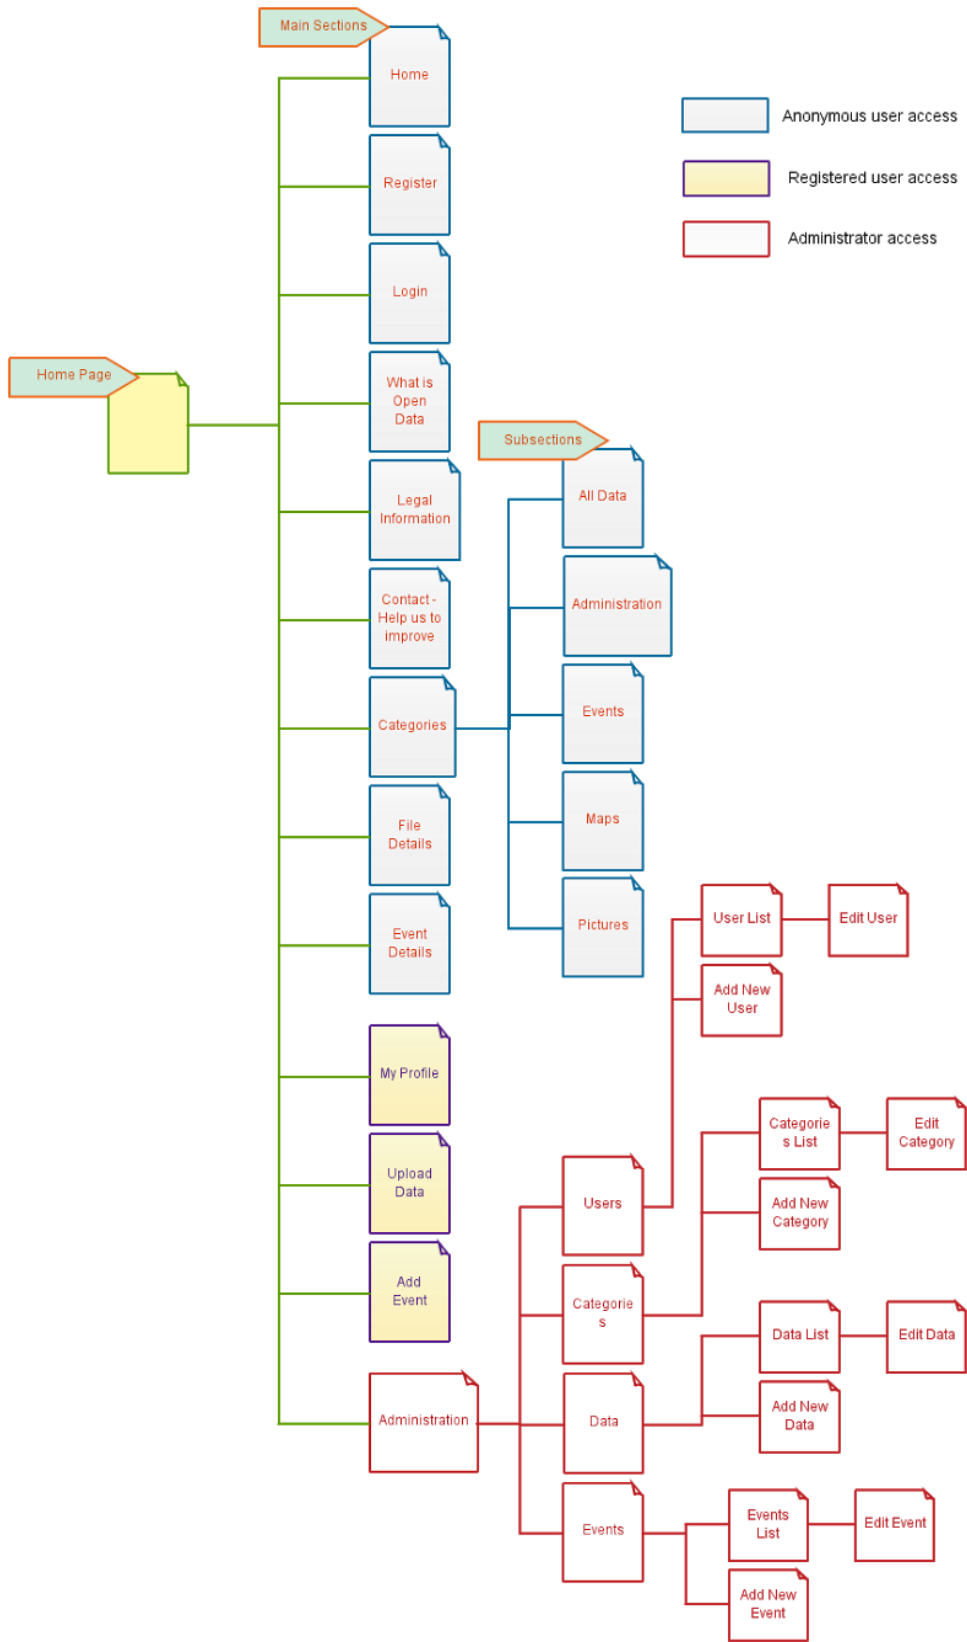 Main Sections
Home
Anonymous user access
Registered user access
Administrator access
Register
Login
Home Page
What is
Open
Data
Subsections
Legal
Information
All Data
Contact -
Help us to
improve
Administration
Categories
Events
File
Details
Maps
Event
Details
Pictures
User List
Edit User
Add New
User
My Profile
Upload
Data
Add
Event
Users
Categorie
s List
Edit
Category
Add New
Category
Categorie
s
Data List
Edit Data
Add New
Data
Administration
Data
Events
Events
List
Edit Event
Add New
Event